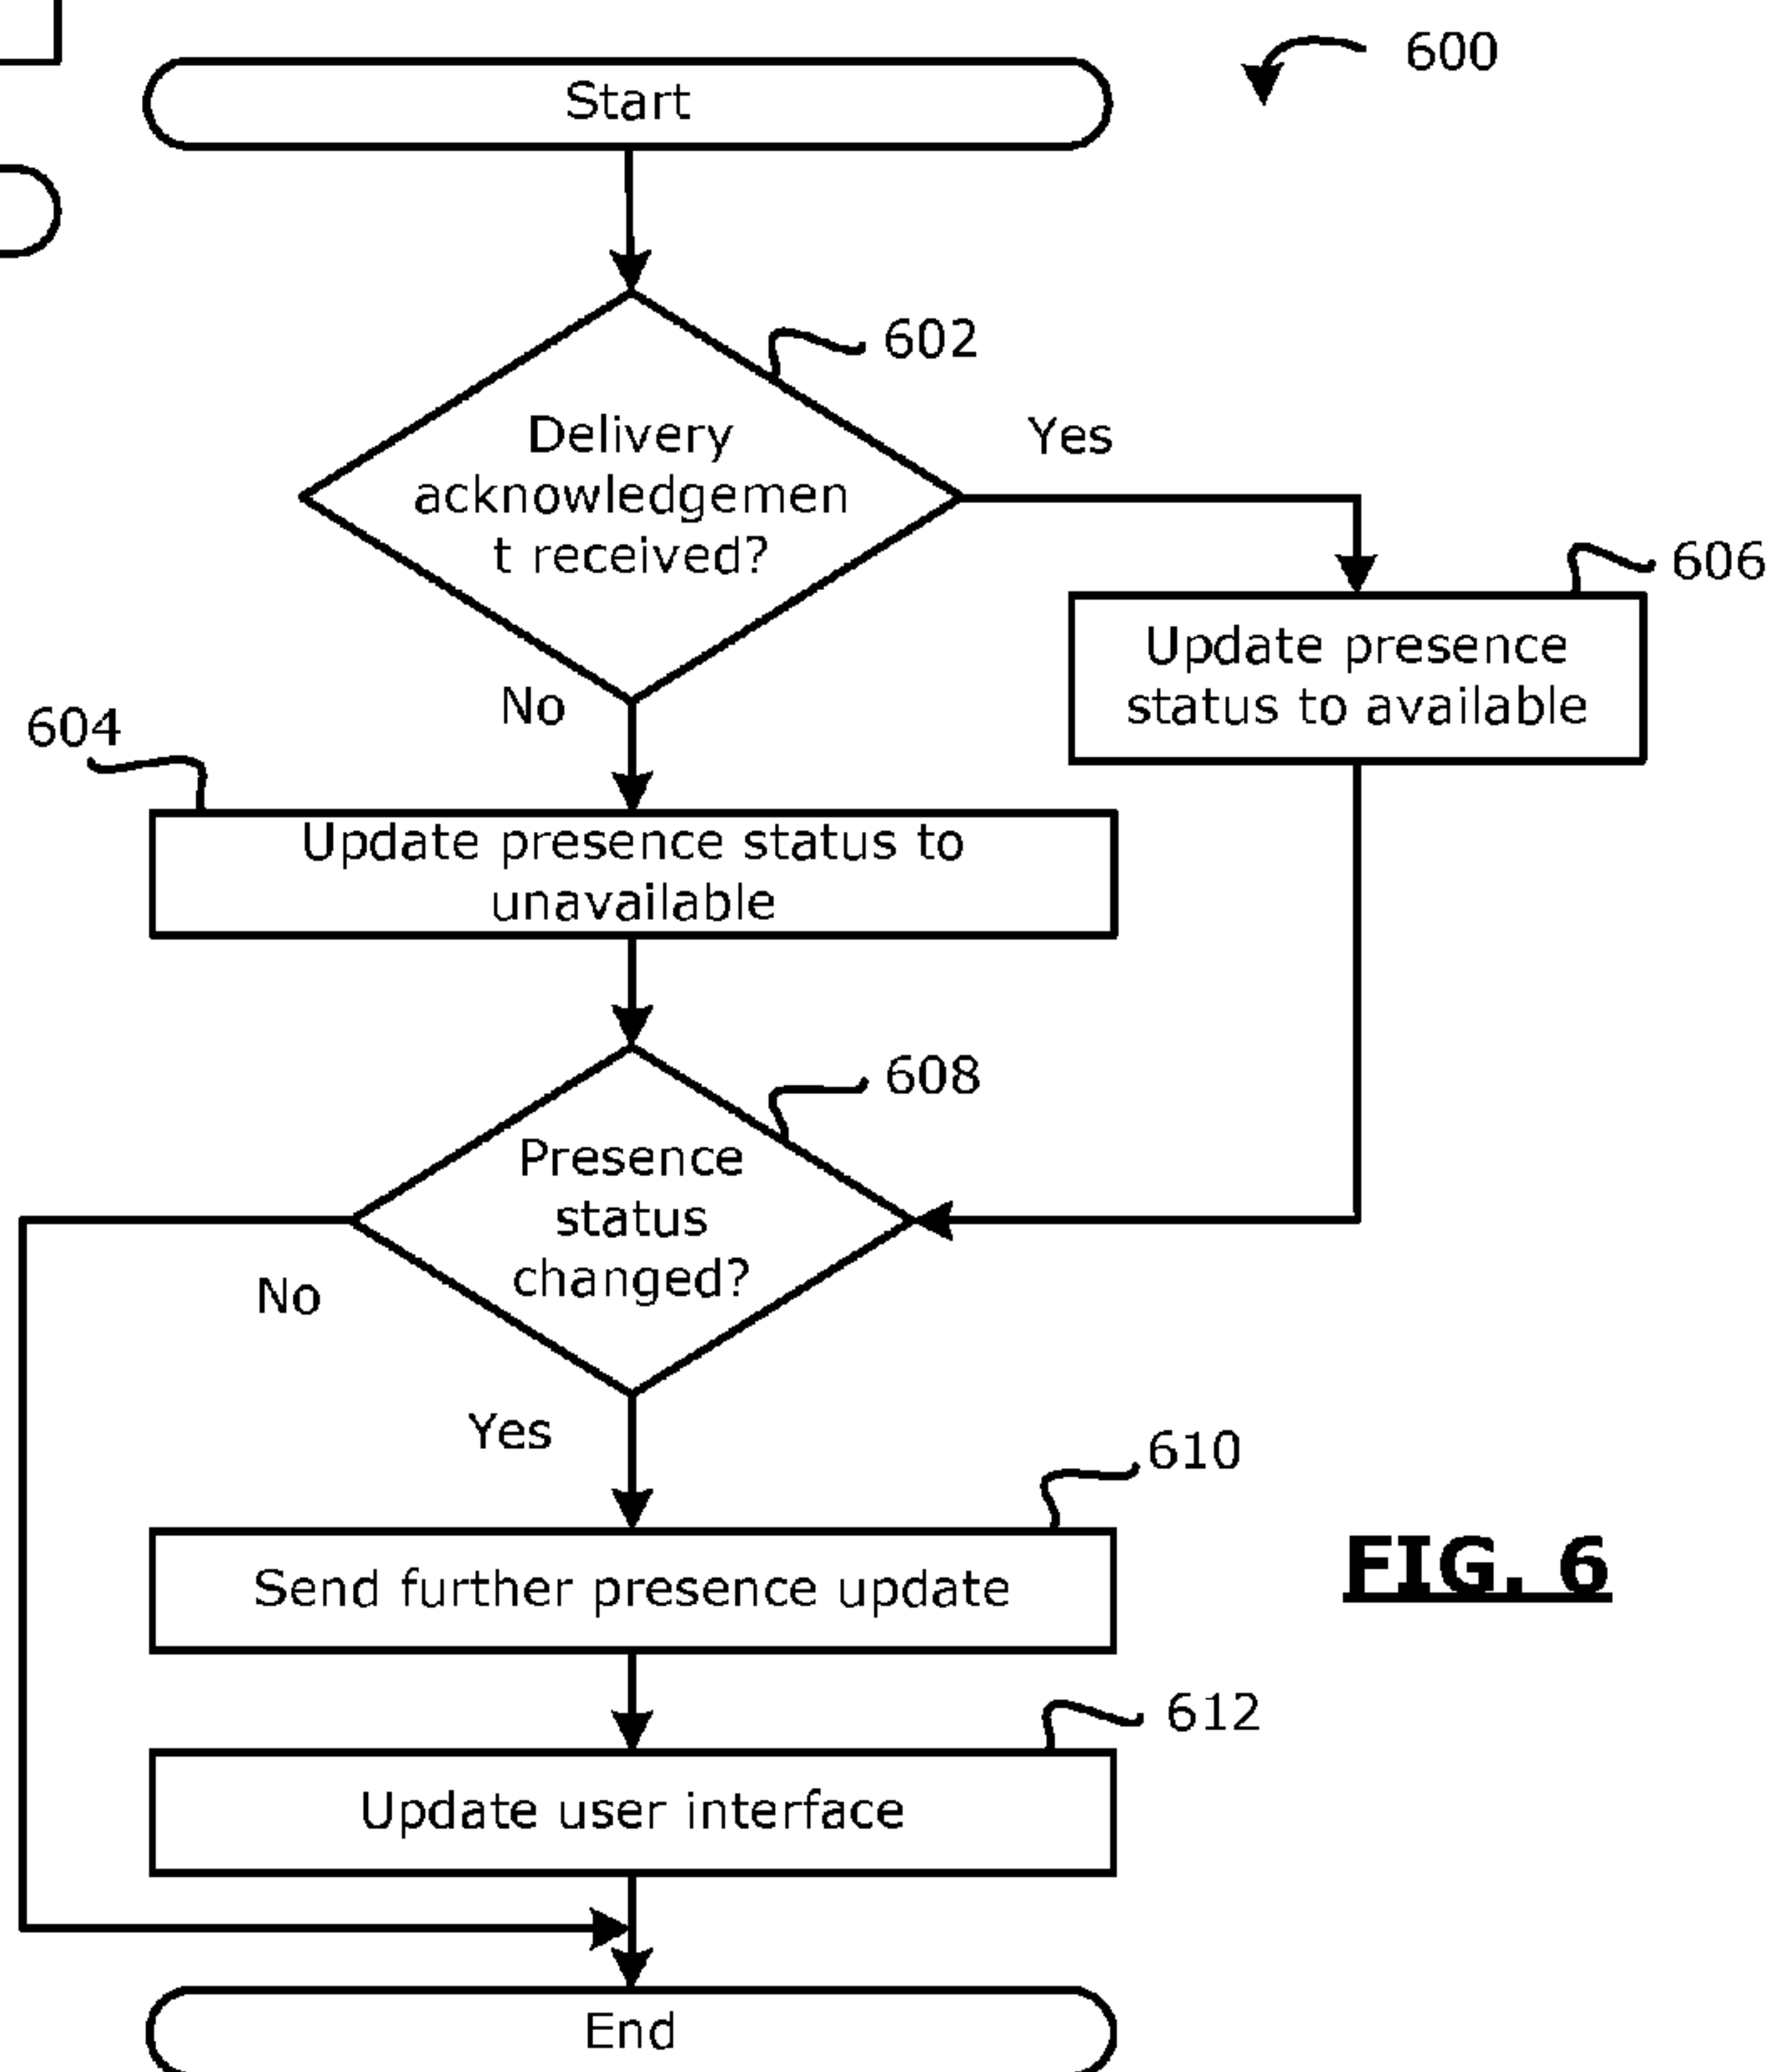 600
Start
602
Delivery
acknowledgemen
t received?
Yes
606
Update presence
status to available
No
604
Update presence status to
unavailable
608
Presence
status
changed?
No
Yes
610
Send further presence update
FIG. 6
612
Update user interface
End